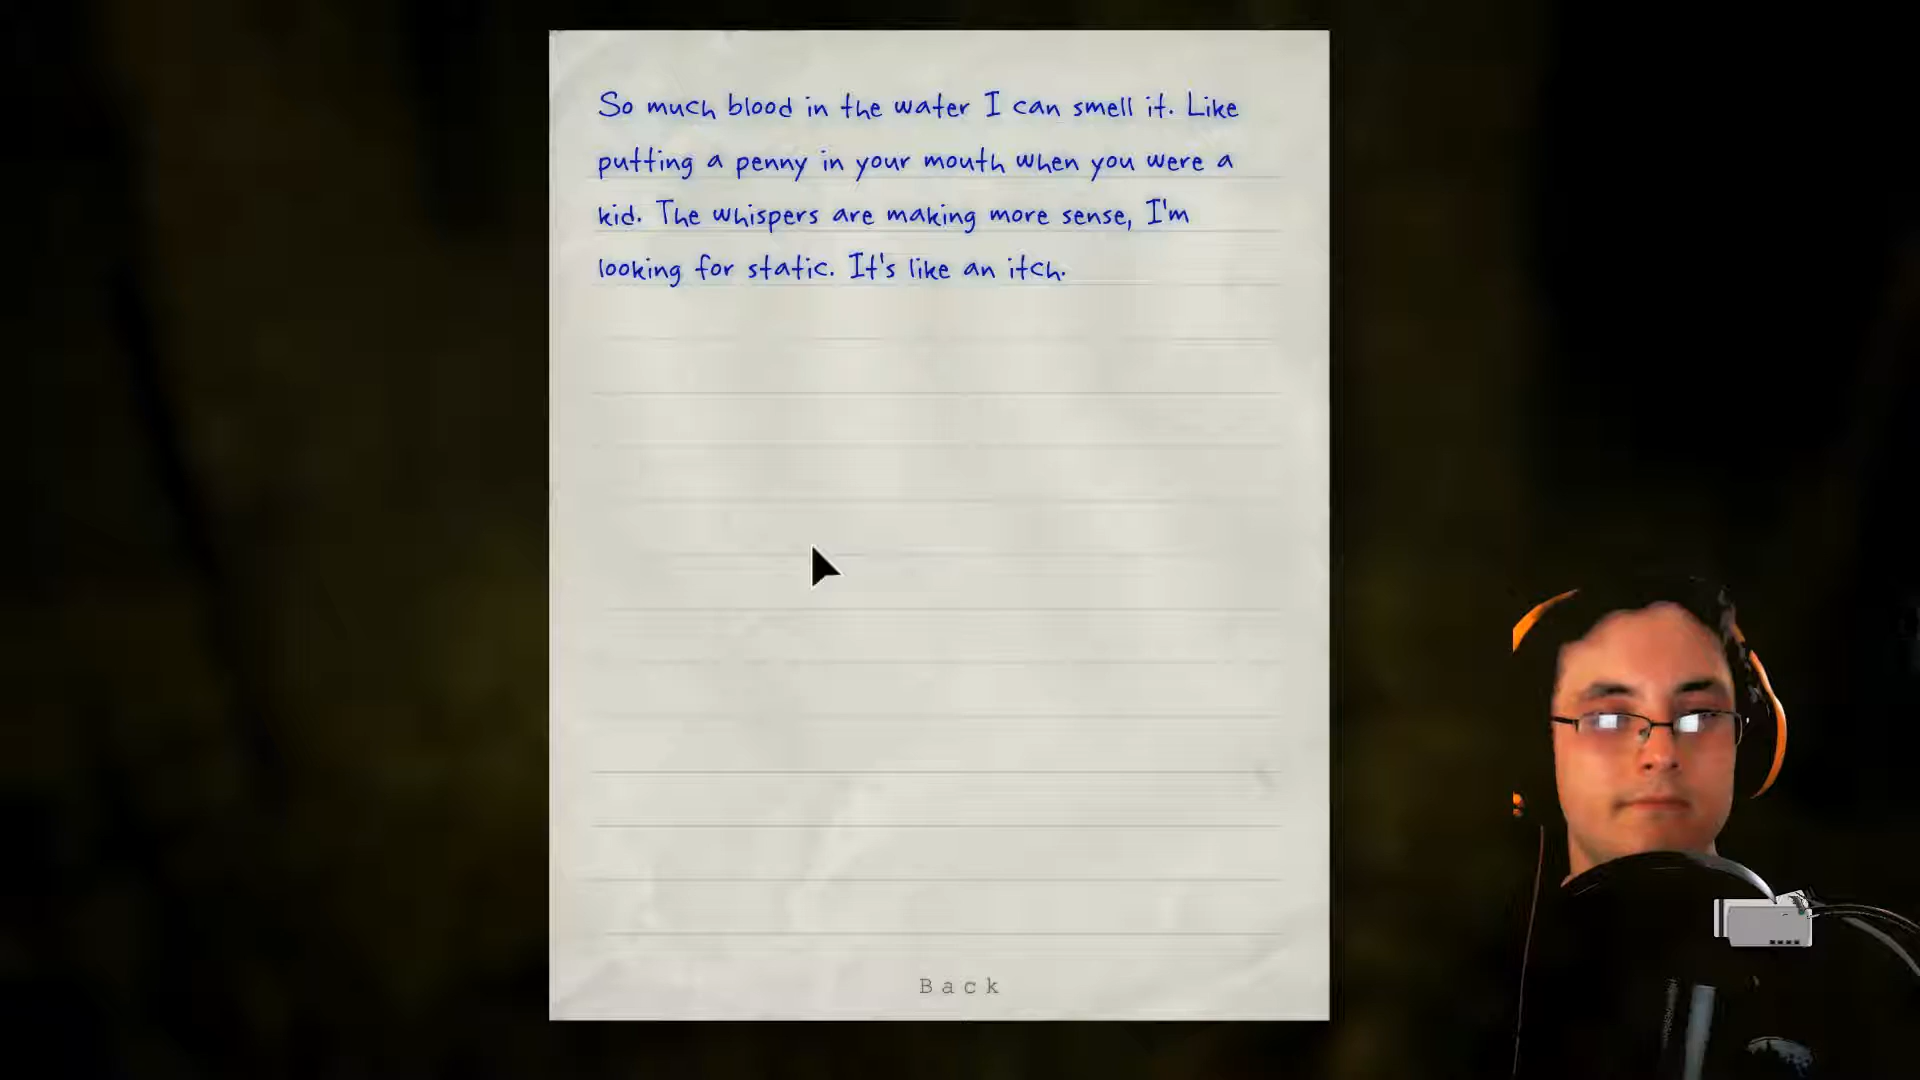 So much blood in the water I can smell it. Like
putting a penny in your mouth when you were a
kid. The whispers are making more sense, I'm
looking for static. It's like an itch.
Back